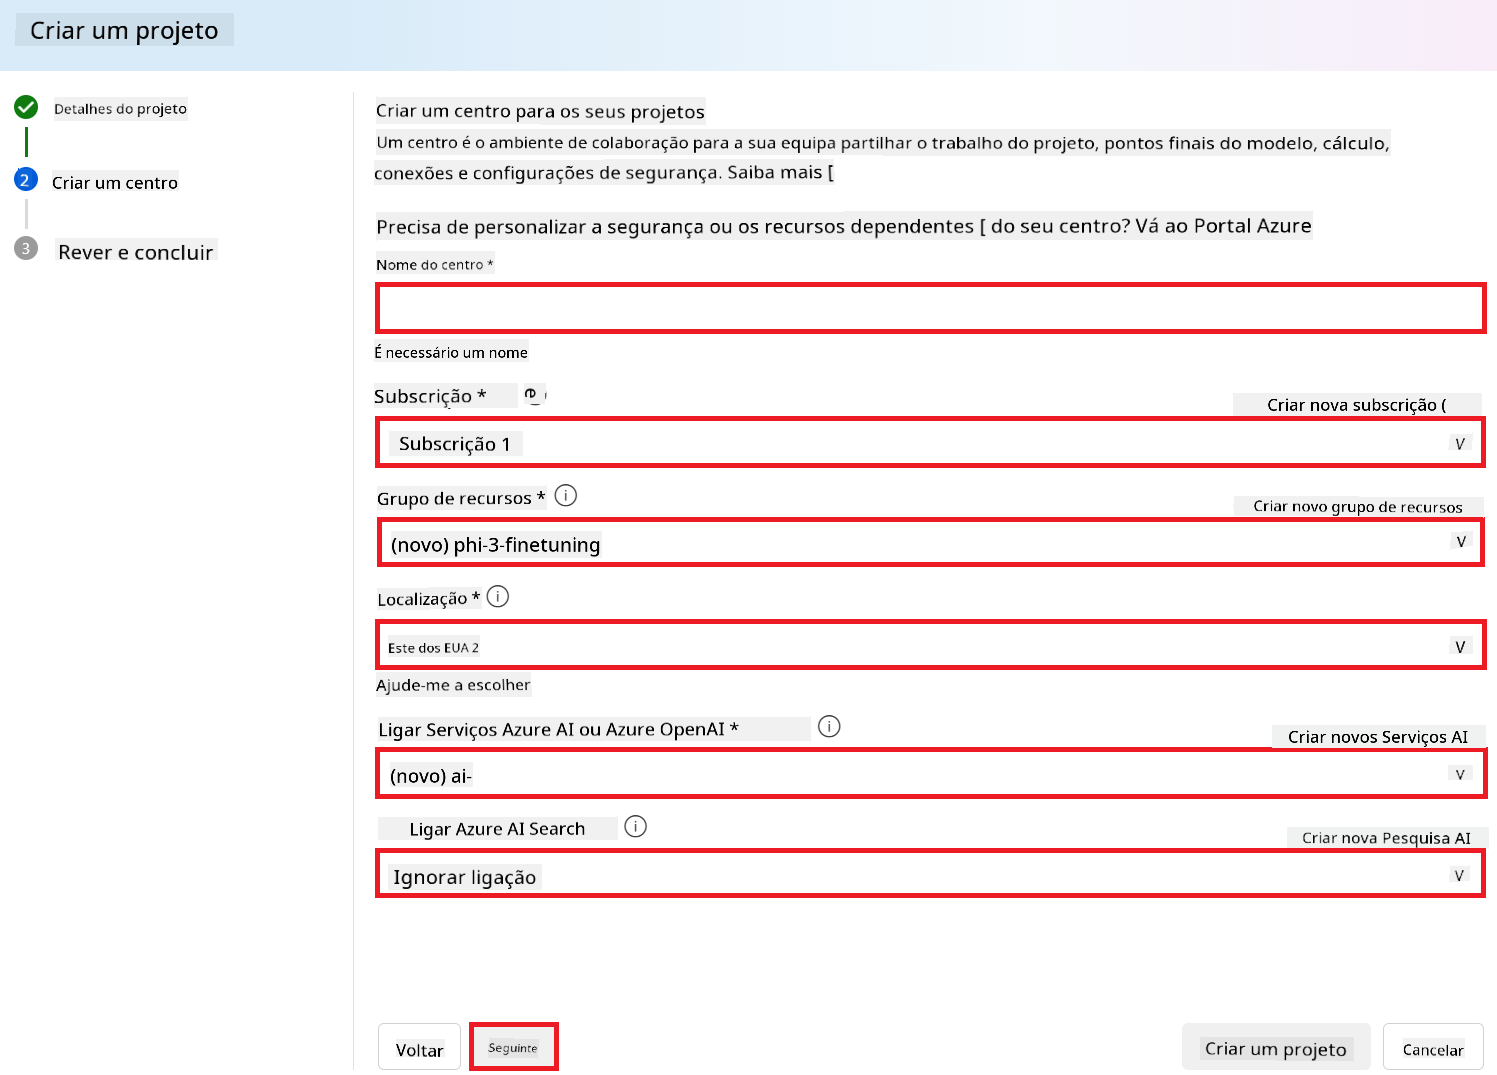 Criar um projeto
Detalhes do projeto
2
Criar um centro
3
Rever e concluir
Criar um centro para os seus projetos
Um centro é o ambiente de colaboração para a sua equipa partilhar o trabalho do projeto, pontos finais do modelo, cálculo,
conexões e configurações de segurança. Saiba mais [
Precisa de personalizar a segurança ou os recursos dependentes [ do seu centro? Vá ao Portal Azure
Nome do centro *
É necessário um nome
Subscrição *
Criar nova subscrição (
Subscrição 1
V
Grupo de recursos *
Criar novo grupo de recursos
(novo) phi-3-finetuning
V
Localização *
Este dos EUA 2
V
Ajude-me a escolher
Ligar Serviços Azure AI ou Azure OpenAI *
Criar novos Serviços AI
(novo) ai-
V
Ligar Azure AI Search
Criar nova Pesquisa AI
Ignorar ligação
V
Voltar
Seguinte
Criar um projeto
Cancelar